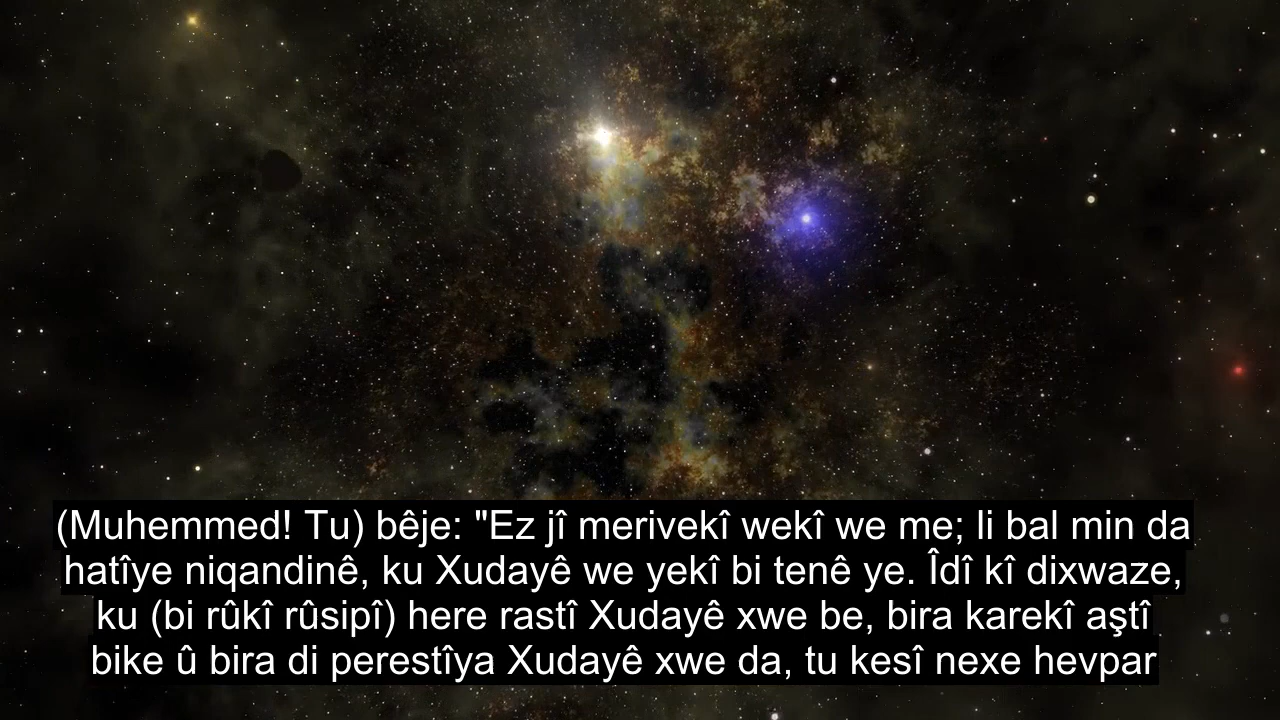 (Muhemmed! Tu) bêje: "Ez jî merivekî wekî we me; li bal min da
hatîye niqandinê, ku Xudayê we yekî bi tenê ye. Îdî kî dixwaze,
ku (bi rûkî rûsipî) here rastî Xudayê xwe be, bira karekî aştî
bike û bira di perestîya Xudayê xwe da, tu kesî nexe hevpar